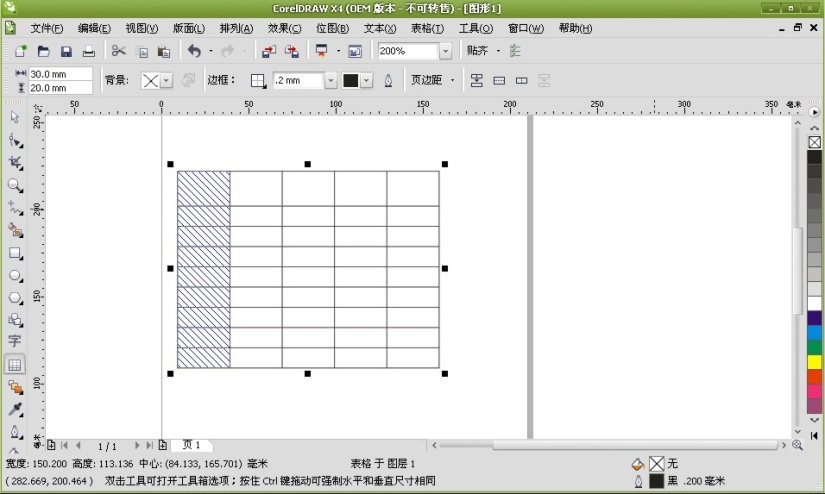 CorelDRAW X4 (OEM 版本 - 不可转售) - [图形1]
文件(F) 编辑(E) 视图(V) 版面(L) 排列(A) 效果(C) 位图(B) 文本(X) 表格(T) 工具(O) 窗口(W) 帮助(H)
200% 贴齐
30.0 mm
20.0 mm
背景: 边框: .2 mm 页边距
50 0 50 100 150 200 250 300 350 毫米
250
200
150
100
毫米
字
1 / 1 页 1
宽度: 150.200 高度: 113.136 中心: (84.133, 165.701) 毫米 表格 于 图层 1 无
( 282.669, 200.464 ) 双击工具可打开工具箱选项；按住 Ctrl 键拖动可强制水平和垂直尺寸相同 黑 .200 毫米